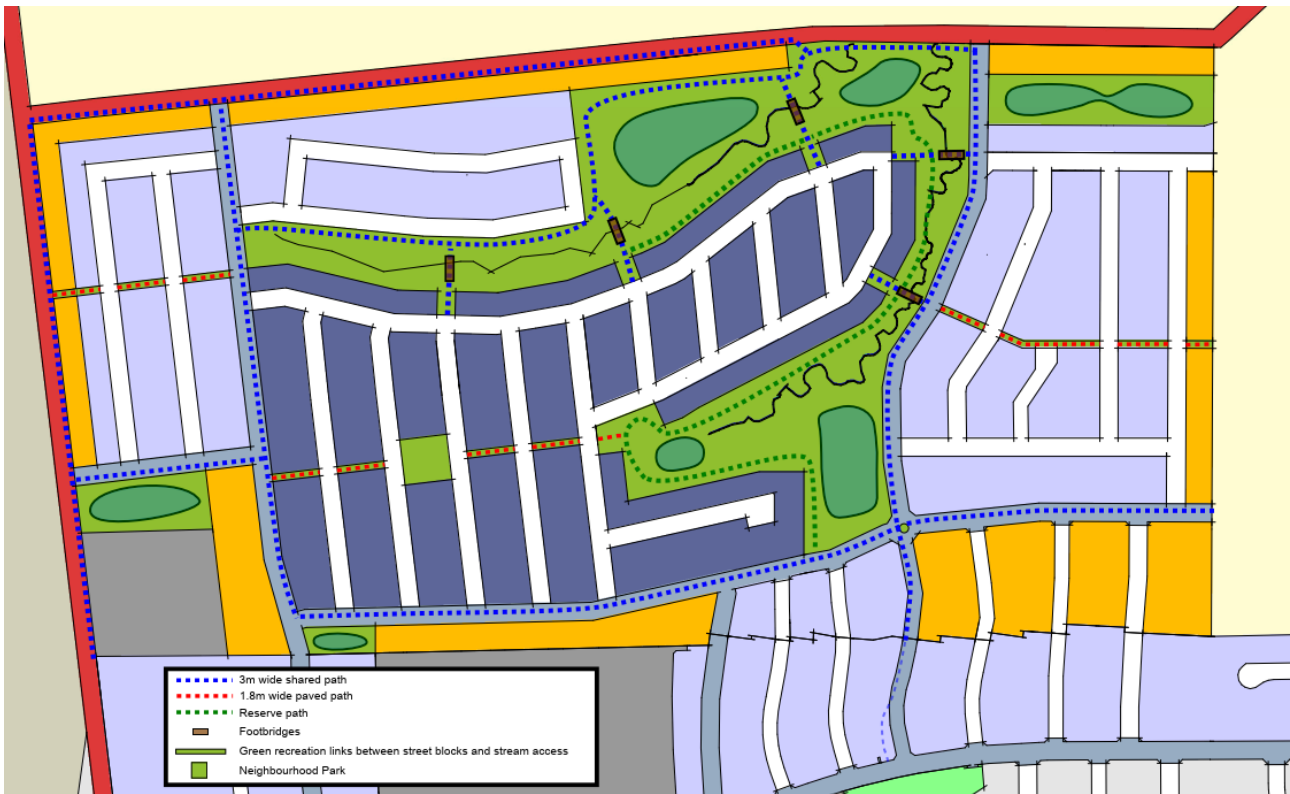 3m wide shared path
1.8m wide paved path
Reserve path
Footbridges
Green recreation links between street blocks and stream access
Neighbourhood Park